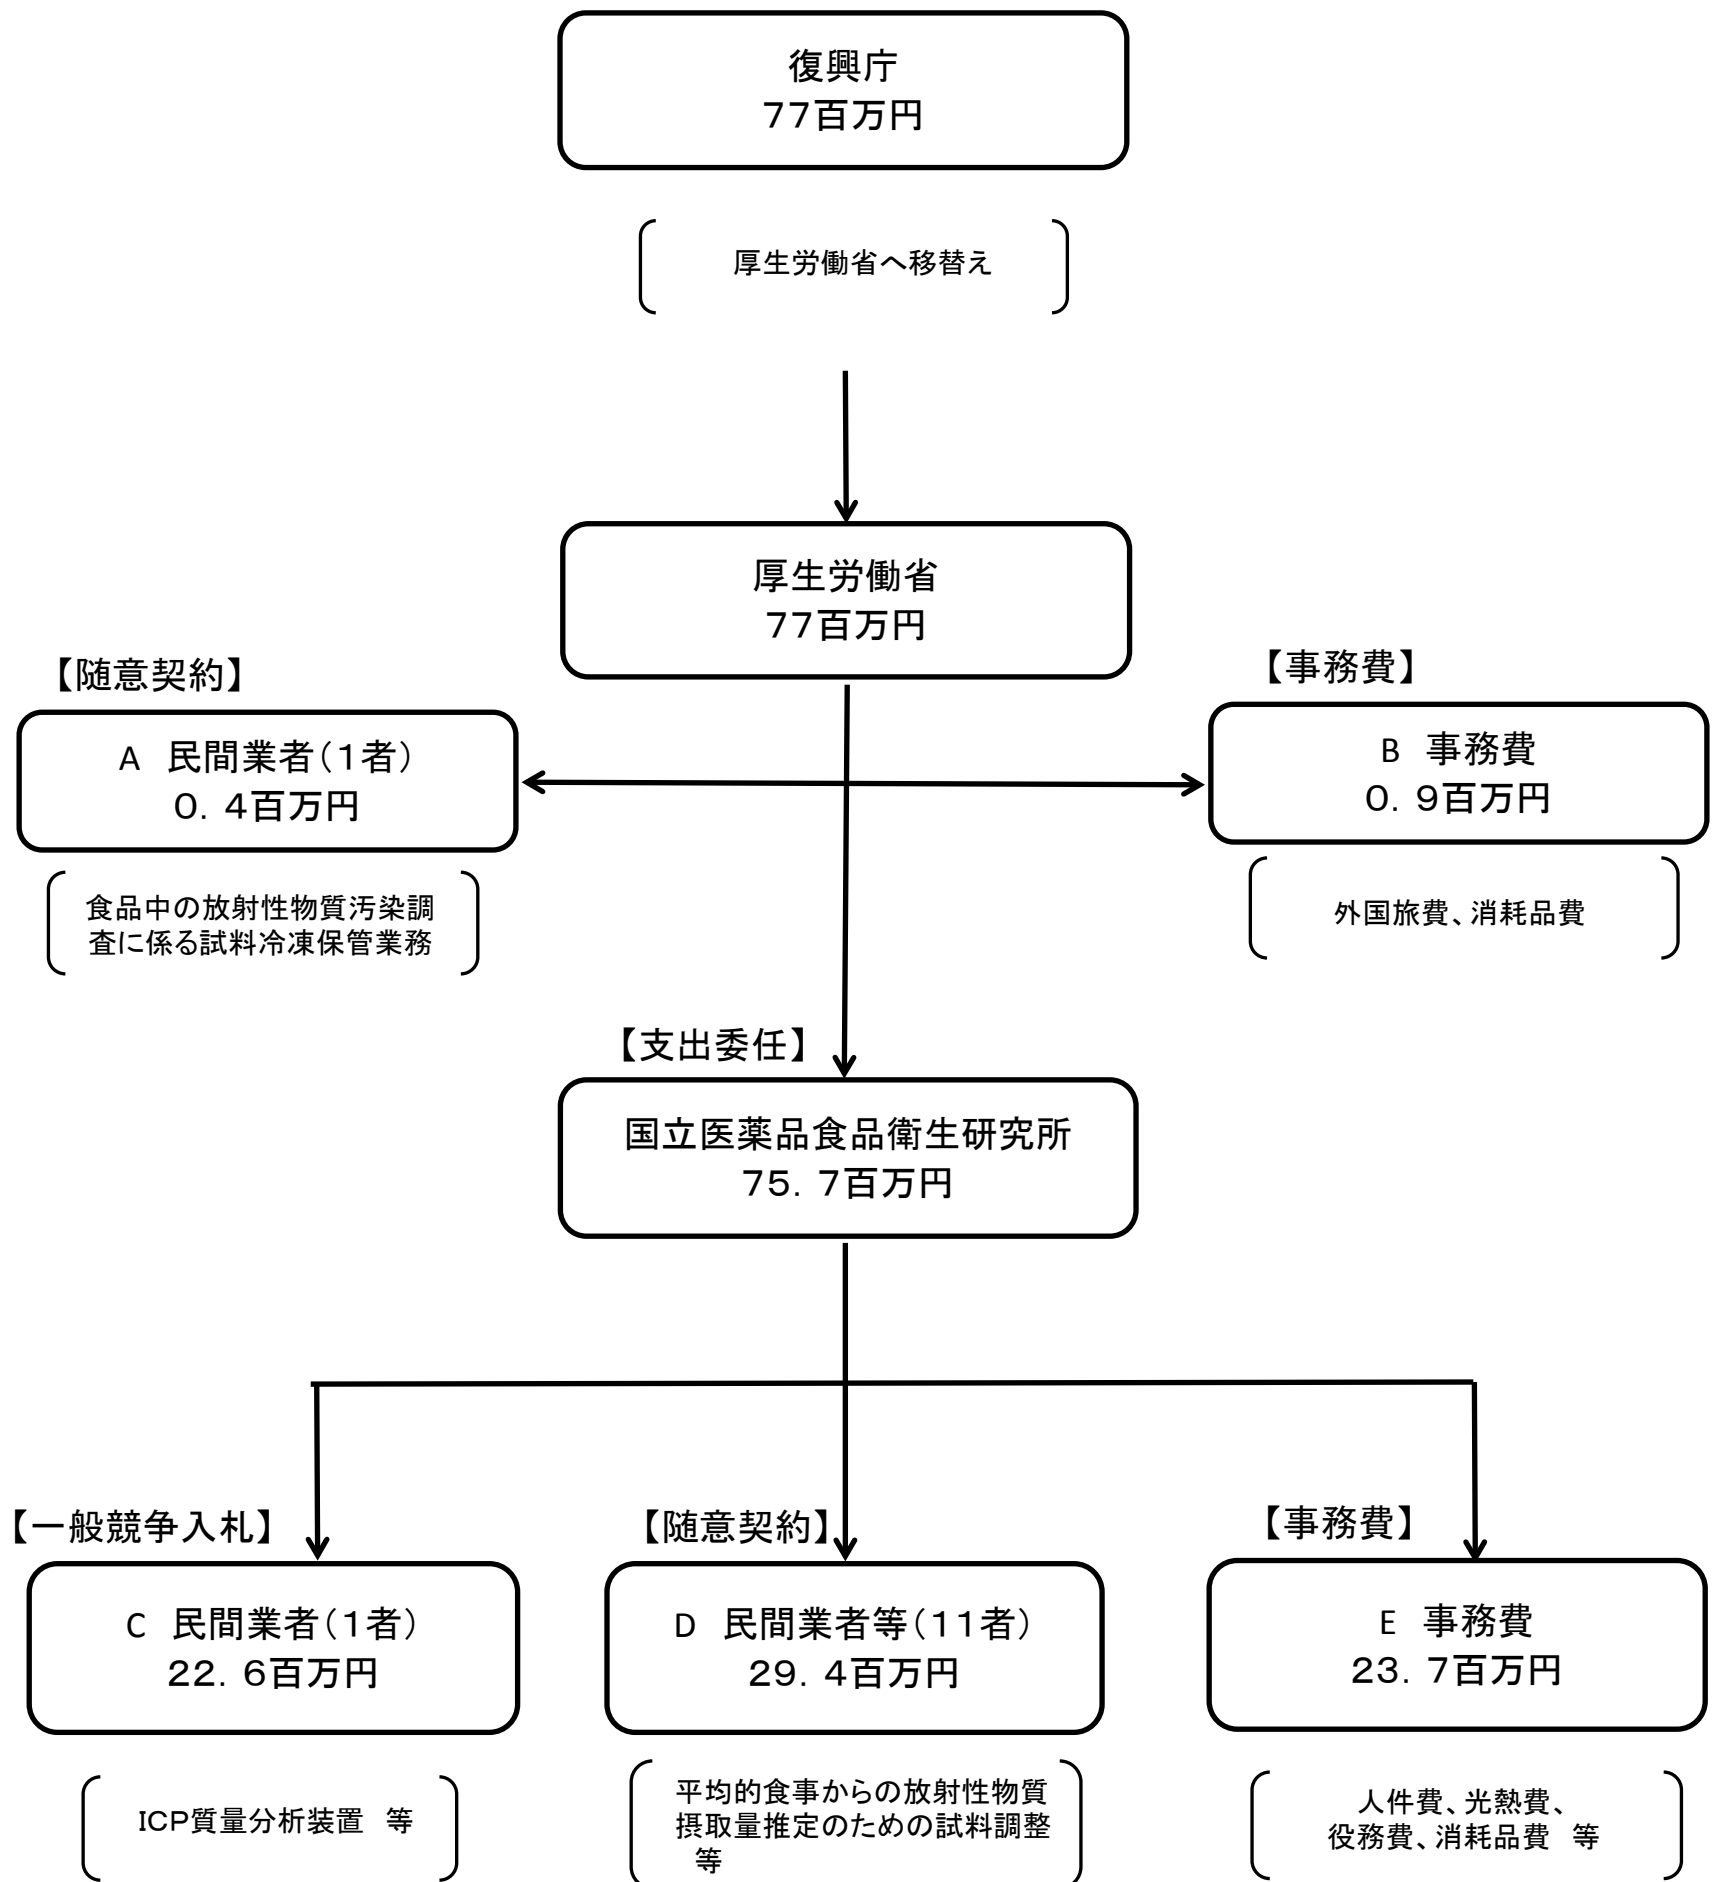 復興庁
77百万円
厚生労働省へ移替え
厚生労働省
77百万円
【随意契約】
A　民間業者（1者）
0．4百万円
食品中の放射性物質汚染調
査に係る試料冷凍保管業務
【事務費】
B　事務費
0．9百万円
外国旅費、消耗品費
【支出委任】
国立医薬品食品衛生研究所
75．7百万円
【一般競争入札】
C　民間業者（1者）
22．6百万円
ICP質量分析装置　等
【随意契約】
D　民間業者等（11者）
29．4百万円
平均的食事からの放射性物質
摂取量推定のための試料調整
等
【事務費】
E　事務費
23．7百万円
人件費、光熱費、
役務費、消耗品費　等